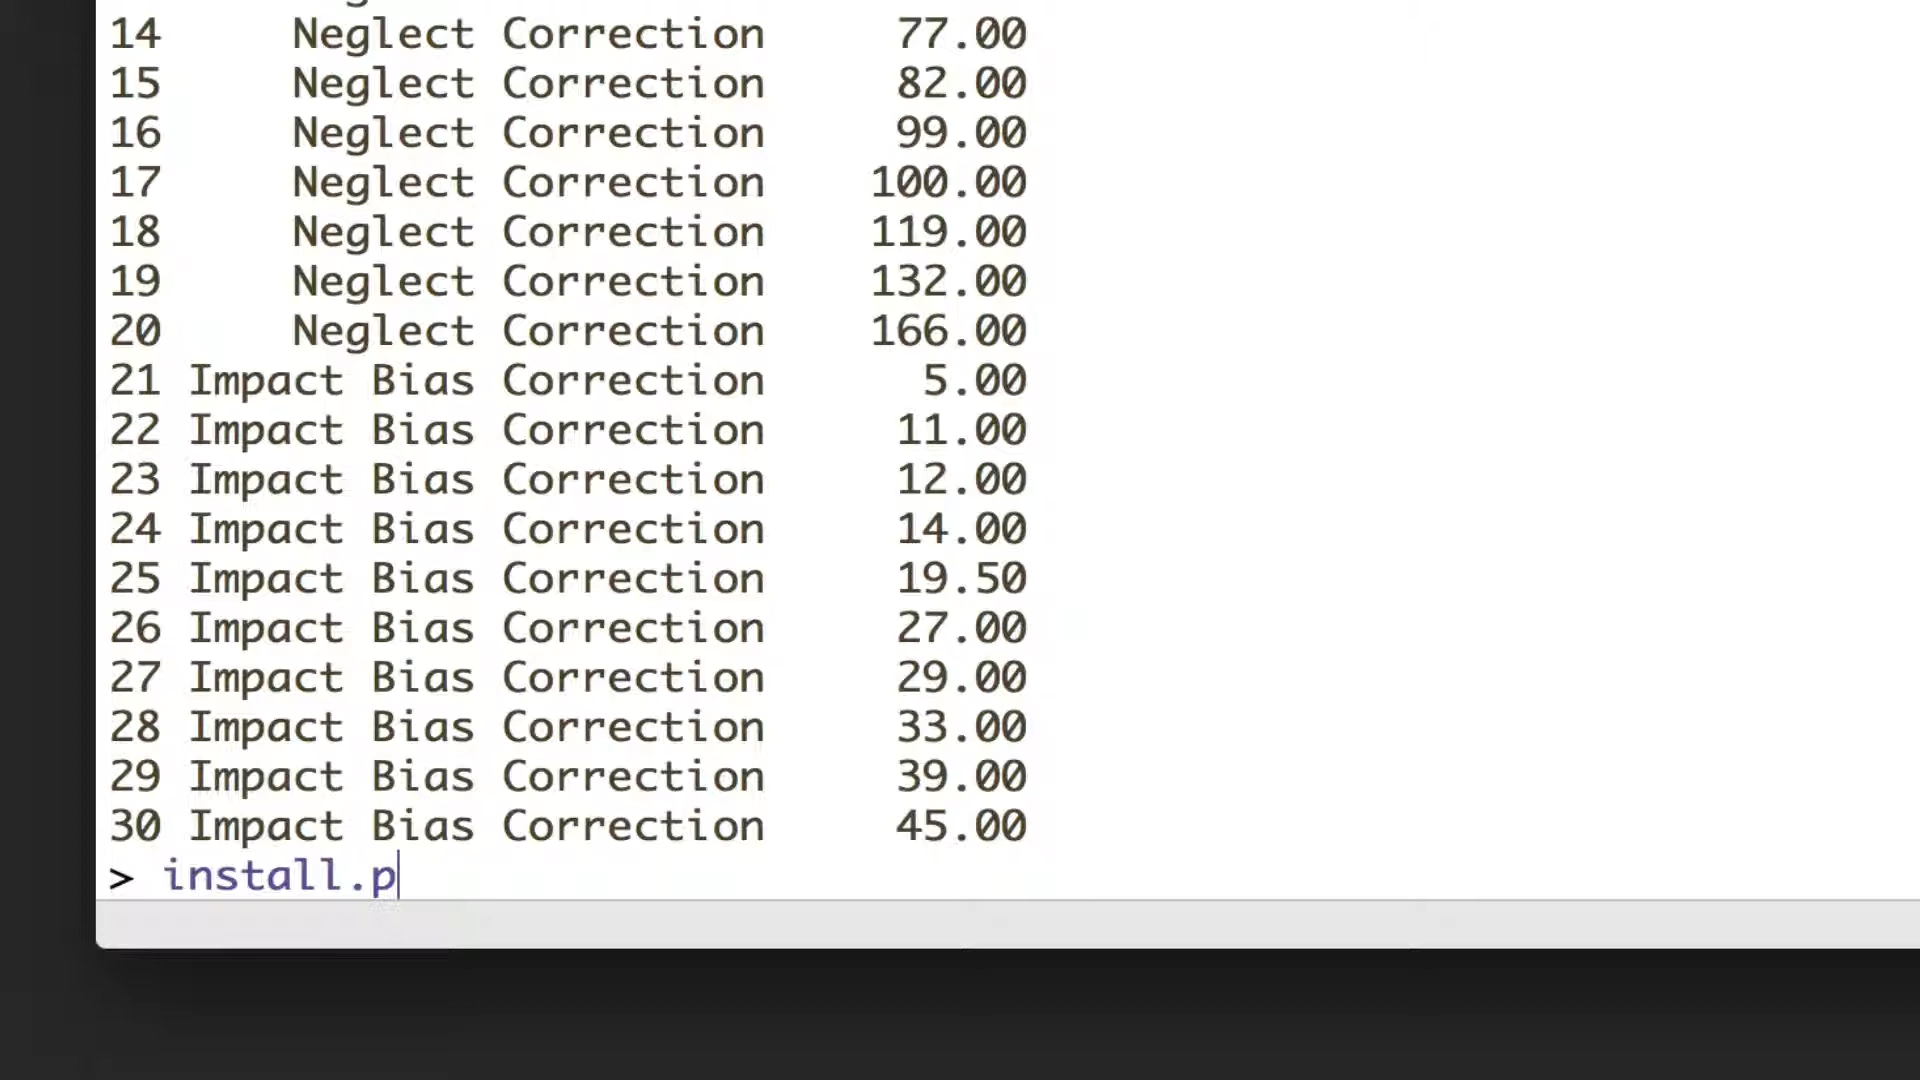 14 Neglect Correction 77.00
15 Neglect Correction 82.00
16 Neglect Correction 99.00
17 Neglect Correction 100.00
18 Neglect Correction 119.00
19 Neglect Correction 132.00
20 Neglect Correction 166.00
21 Impact Bias Correction 5.00
22 Impact Bias Correction 11.00
23 Impact Bias Correction 12.00
24 Impact Bias Correction 14.00
25 Impact Bias Correction 19.50
26 Impact Bias Correction 27.00
27 Impact Bias Correction 29.00
28 Impact Bias Correction 33.00
29 Impact Bias Correction 39.00
30 Impact Bias Correction 45.00
> install.p